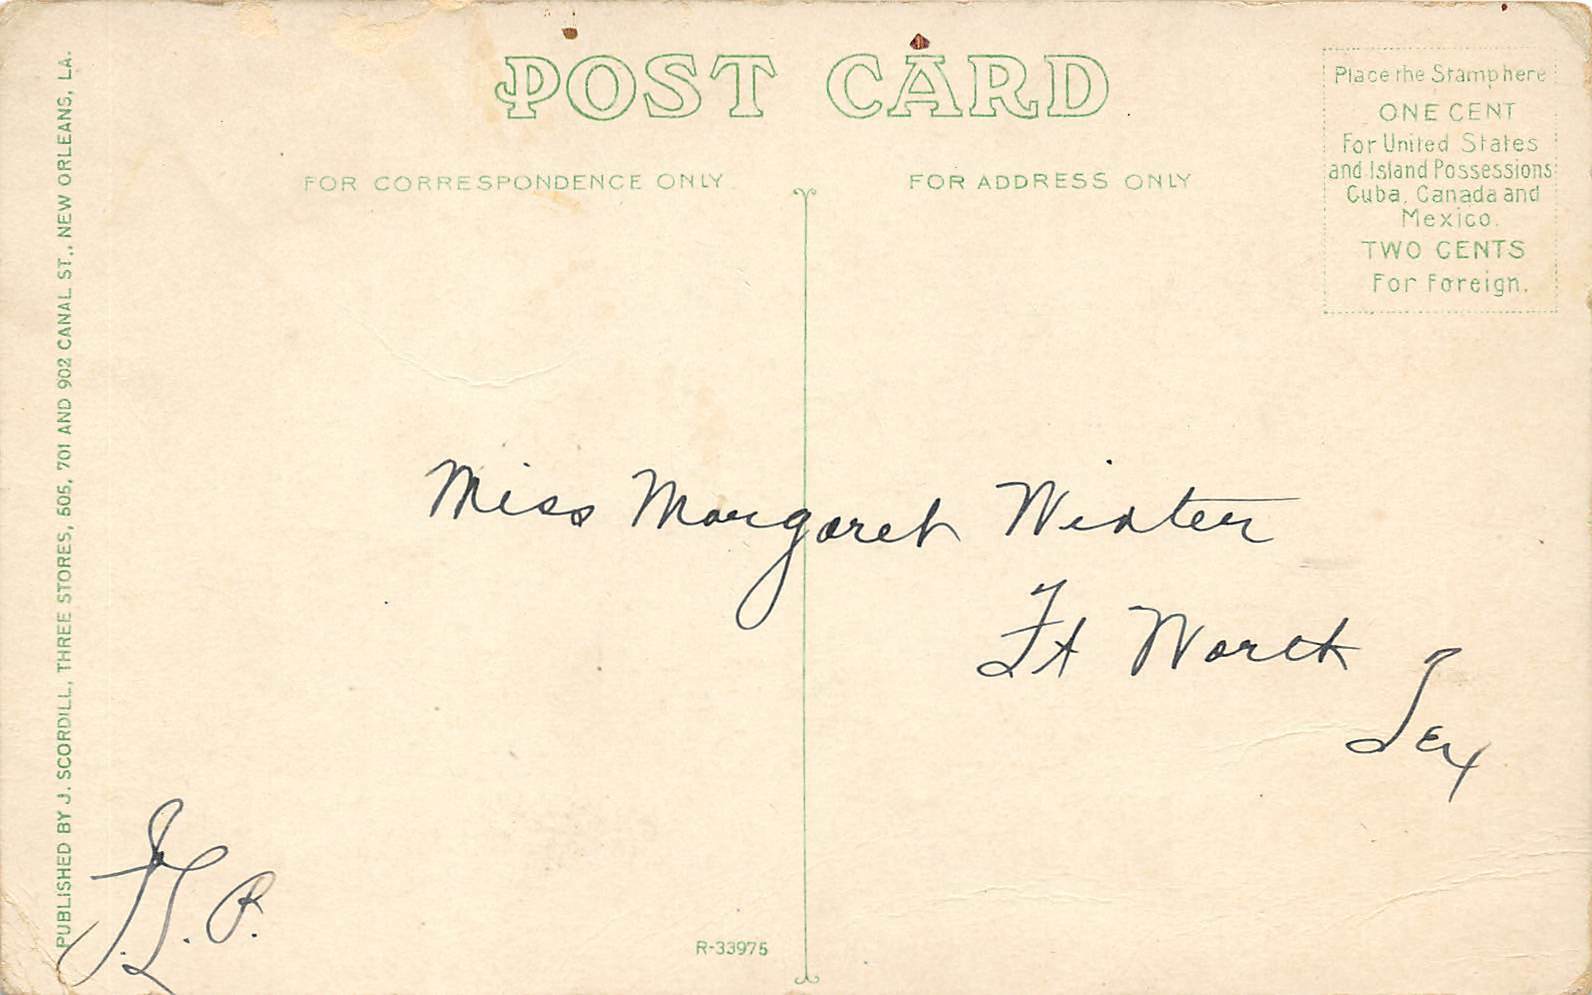 POST CARD
FOR CORRESPONDENCE ONLY
FOR ADDRESS ONLY
Place the Stamp here
ONE CENT
For United States
and Island Possessions
Cuba, Canada and
Mexico.
TWO CENTS
For Foreign.
PUBLISHED BY J. SCORDILL, THREE STORES, 505, 701 AND 902 CANAL ST., NEW ORLEANS, LA.
Miss Margaret Winter
Ft Worth
Tex
J. L. P.
R-33975